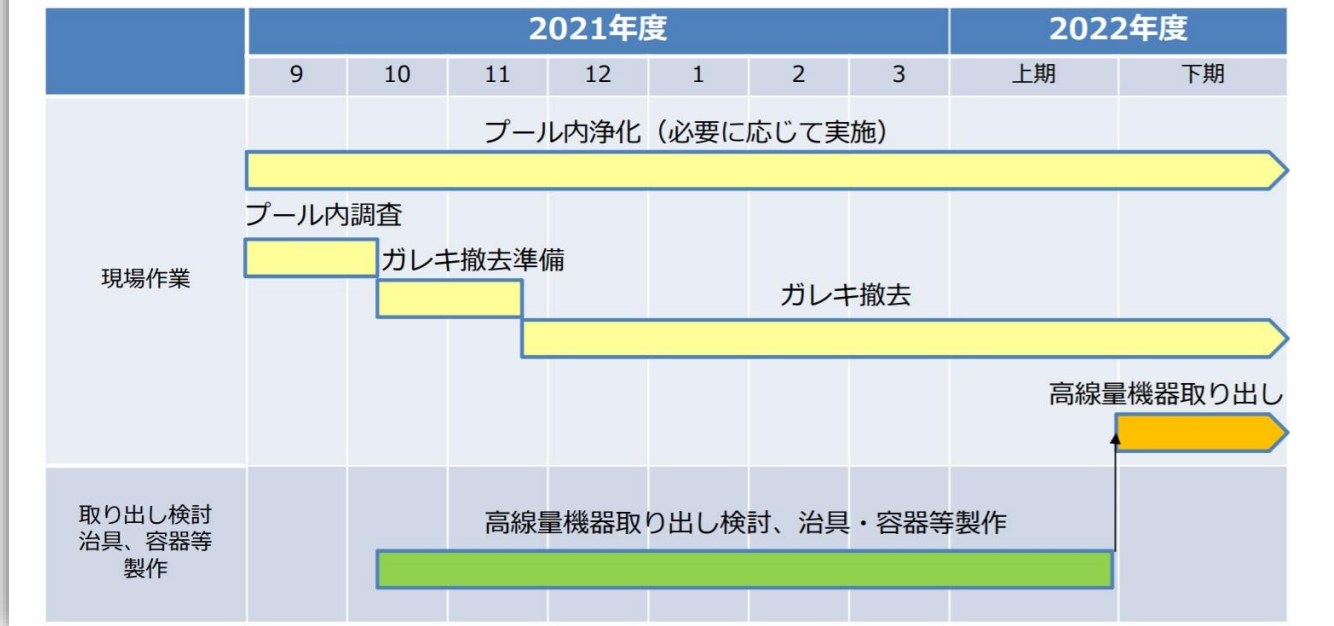 2021年度 2022年度
9 10 11 12 1 2 3 上期 下期
プール内浄化（必要に応じて実施）
プール内調査
ガレキ撤去準備
現場作業
ガレキ撤去
高線量機器取り出し
取り出し検討
治具、容器等
製作
高線量機器取り出し検討、治具・容器等製作